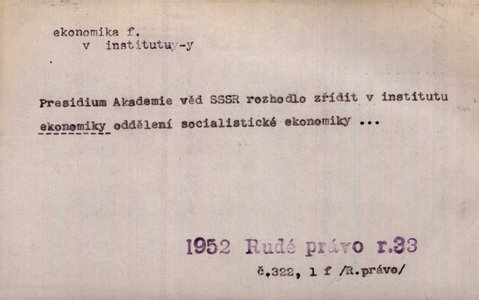 ekonomika f.
v institutuy-y
Presidium Akademie věd SSSR rozhodlo zřídit v institutu
ekonomiky oddělení socialistické ekonomiky ...
1952 Rudé právo r.33
č.322, 1 f /R.právo/